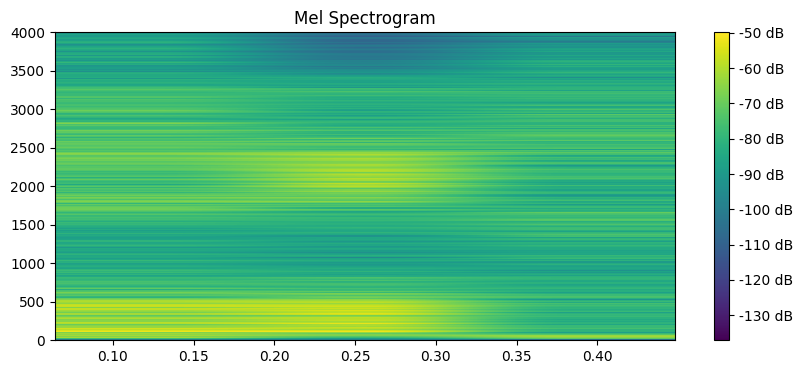 Mel Spectrogram
4000
3500
3000
2500
2000
1500
1000
500
0
0.10 0.15 0.20 0.25 0.30 0.35 0.40
-50 dB
-60 dB
-70 dB
-80 dB
-90 dB
-100 dB
-110 dB
-120 dB
-130 dB